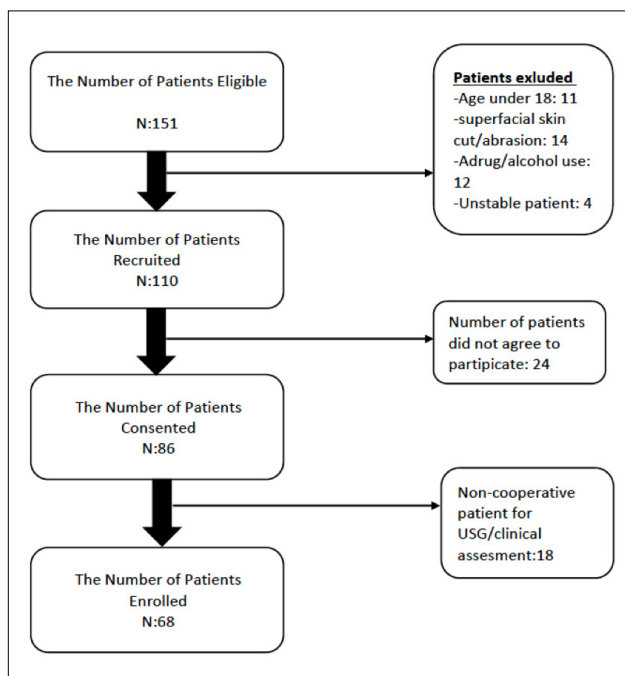 The Number of Patients Eligible
N:151
Patients exluded
-Age under 18: 11
-superfacial skin
cut/abrasion: 14
-Adrug/alcohol use:
12
-Unstable patient: 4
The Number of Patients
Recruited
N:110
Number of patients
did not agree to
partipicate: 24
The Number of Patients
Consented
N:86
Non-cooperative
patient for
USG/clinical
assesment:18
The Number of Patients
Enrolled
N:68